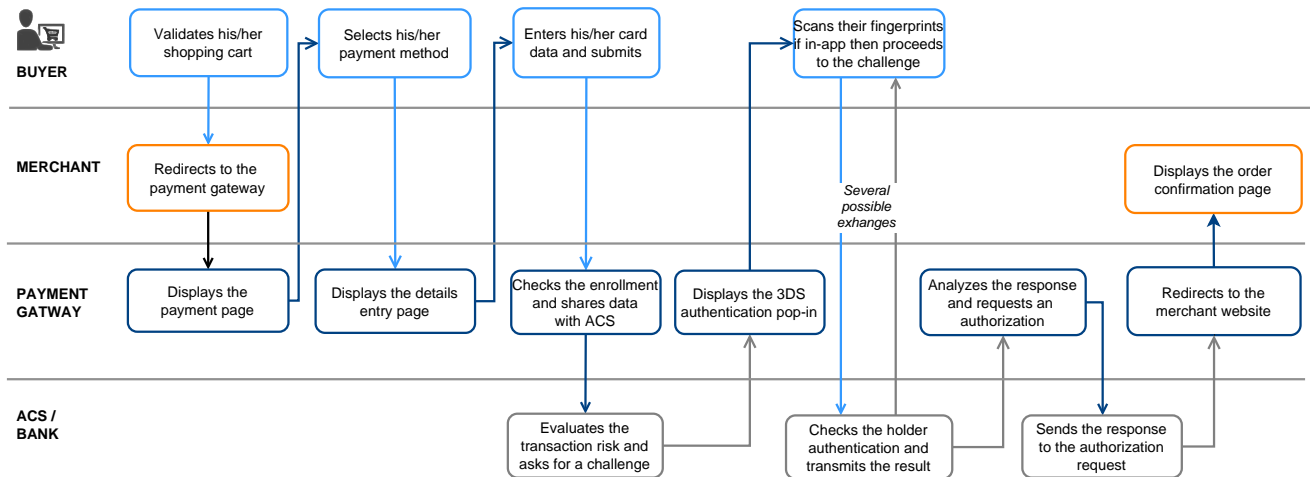 BUYER
Validates his/her
shopping cart
Selects his/her
payment method
Enters his/her card
data and submits
Scans their fingerprints
if in-app then proceeds
to the challenge
MERCHANT
Redirects to the
payment gateway
Several
possible
exhanges
Displays the order
confirmation page
PAYMENT
GATWAY
Displays the
payment page
Displays the details
entry page
Checks the enrollment
and shares data
with ACS
Displays the 3DS
authentication pop-in
Analyzes the response
and requests an
authorization
Redirects to the
merchant website
ACS /
BANK
Evaluates the
transaction risk and
asks for a challenge
Checks the holder
authentication and
transmits the result
Sends the response
to the authorization
request